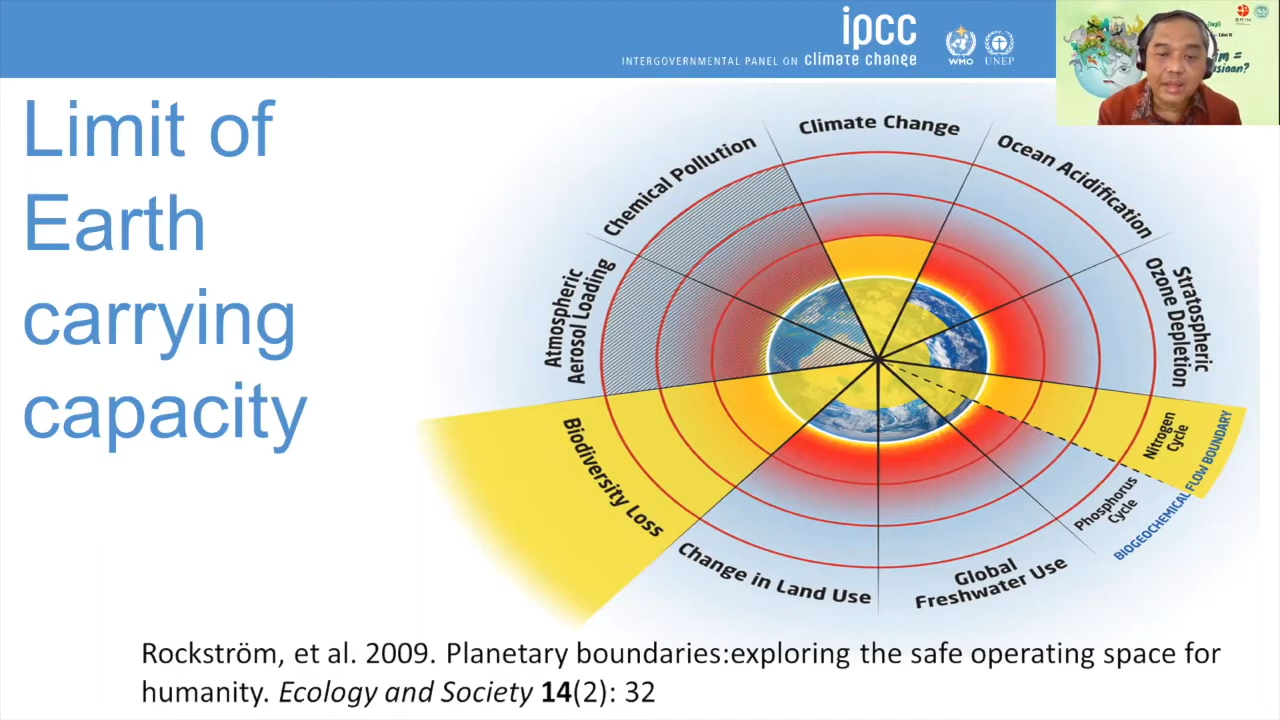 ipcc
INTERGOVERNMENTAL PANEL ON climate change
WMO
UNEP
BRIN
Limit of
Earth
carrying
capacity
Climate Change
Ocean Acidification
Stratospheric
Ozone Depletion
Nitrogen
Cycle
Phosphorus
Cycle
BIOGEOCHEMICAL FLOW BOUNDARY
Global
Freshwater Use
Change in Land Use
Biodiversity Loss
Atmospheric
Aerosol Loading
Chemical Pollution
Rockström, et al. 2009. Planetary boundaries:exploring the safe operating space for
humanity. Ecology and Society 14(2): 32